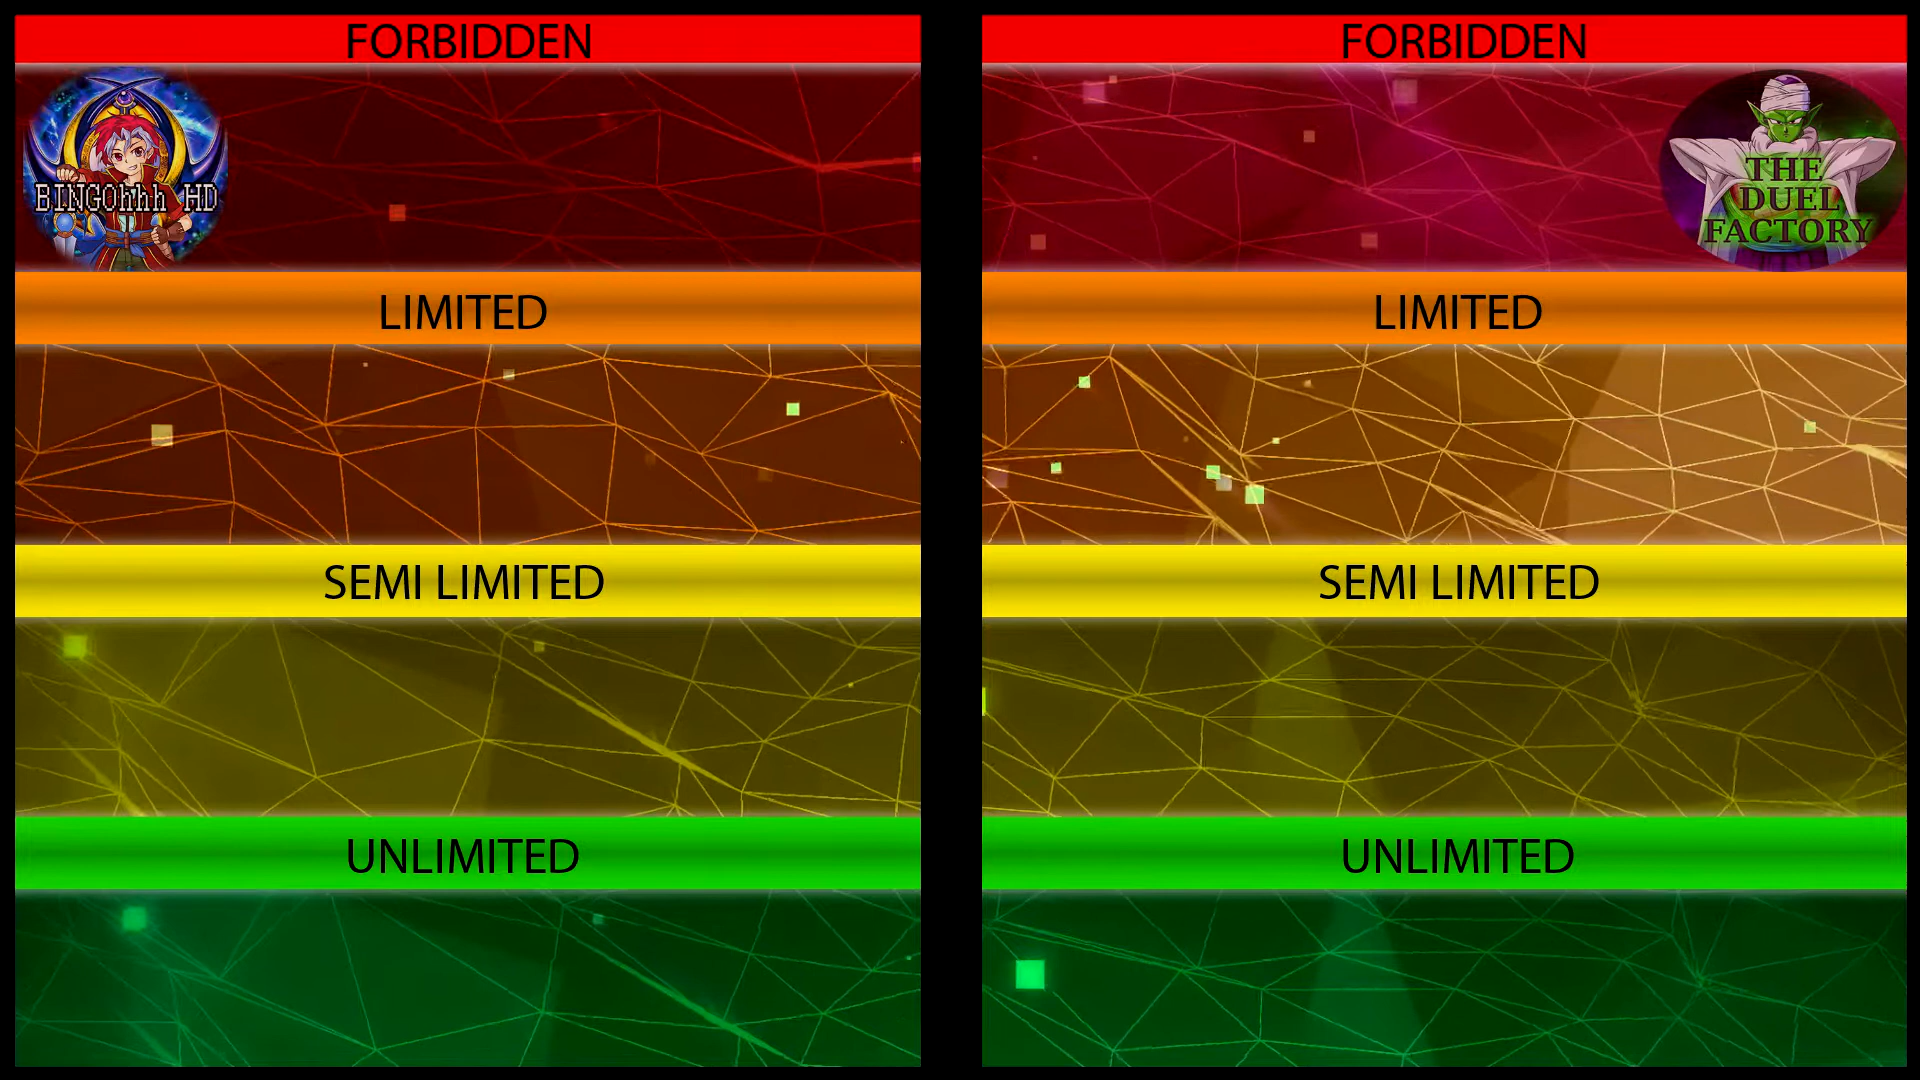 FORBIDDEN
BINGOhhh HD
LIMITED
SEMI LIMITED
UNLIMITED
FORBIDDEN
THE
DUEL
FACTORY
LIMITED
SEMI LIMITED
UNLIMITED